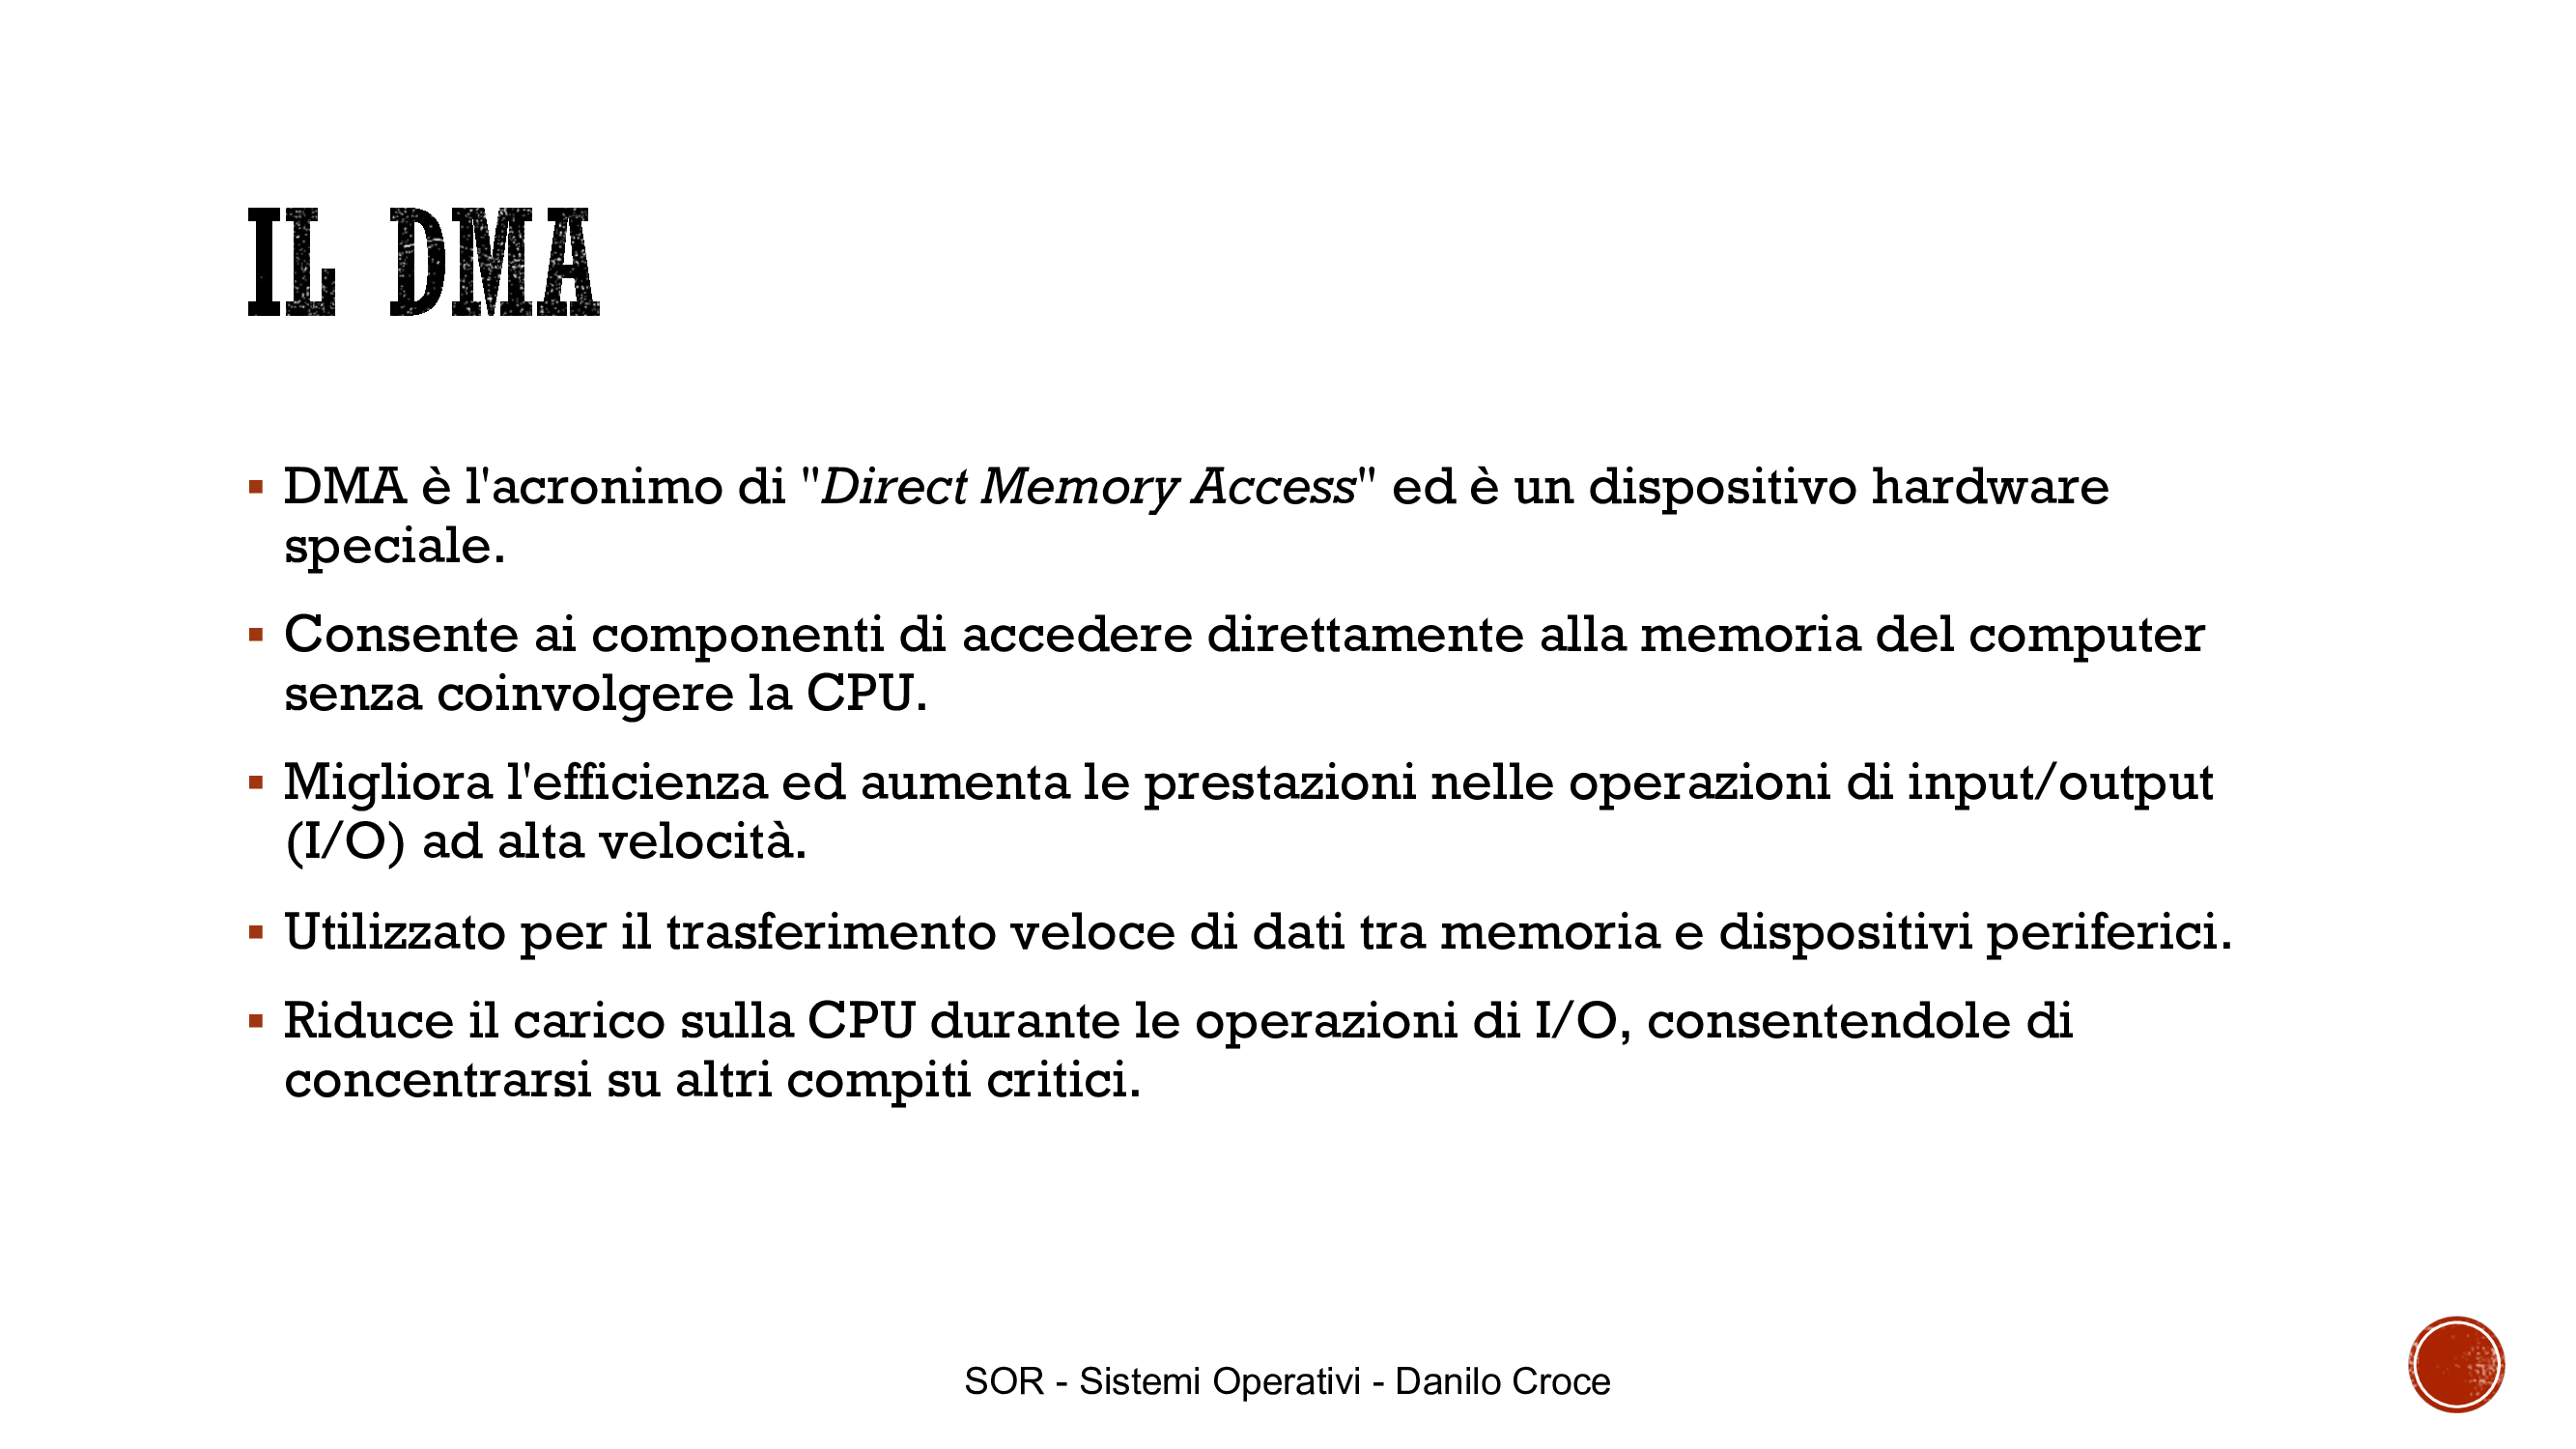 IL DMA
▪ DMA è l'acronimo di "Direct Memory Access" ed è un dispositivo hardware
speciale.
▪ Consente ai componenti di accedere direttamente alla memoria del computer
senza coinvolgere la CPU.
▪ Migliora l'efficienza ed aumenta le prestazioni nelle operazioni di input/output
(I/O) ad alta velocità.
▪ Utilizzato per il trasferimento veloce di dati tra memoria e dispositivi periferici.
▪ Riduce il carico sulla CPU durante le operazioni di I/O, consentendole di
concentrarsi su altri compiti critici.
SOR - Sistemi Operativi - Danilo Croce